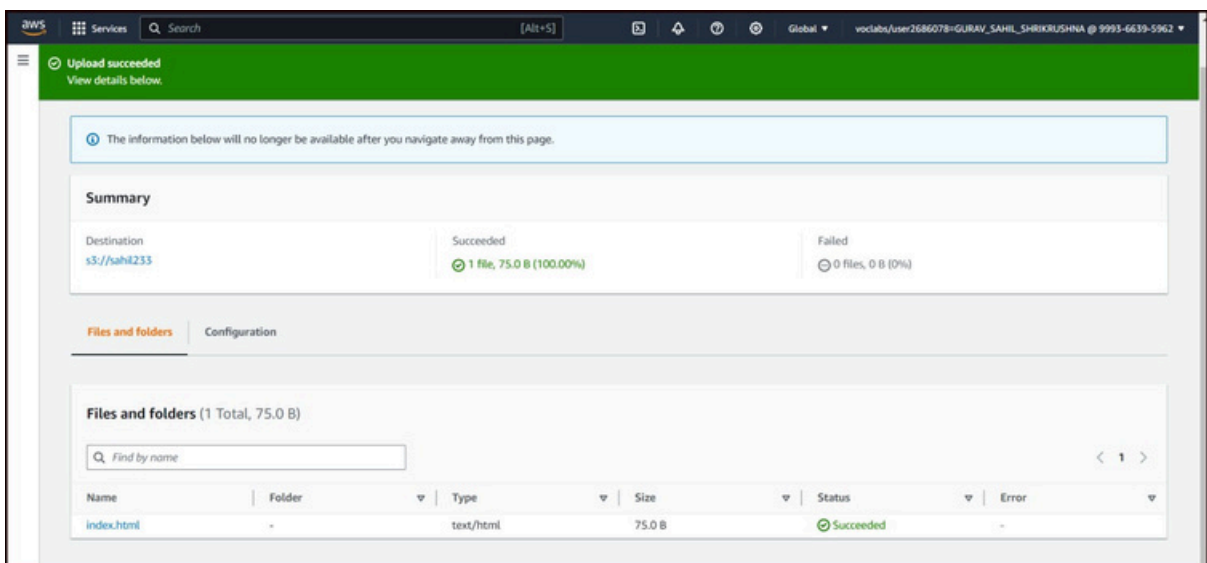 aws Services Search [Alt+S] Global voclabs/user2686078=GURAV_SAHIL_SHRIKRUSHNA @ 9993-6639-5962
Upload succeeded
View details below.
The information below will no longer be available after you navigate away from this page.
Summary
Destination Succeeded Failed
s3://sahil233 1 file, 75.0 B (100.00%) 0 files, 0 B (0%)
Files and folders Configuration
Files and folders (1 Total, 75.0 B)
Find by name 1
Name Folder Type Size Status Error
index.html - text/html 75.0 B Succeeded -